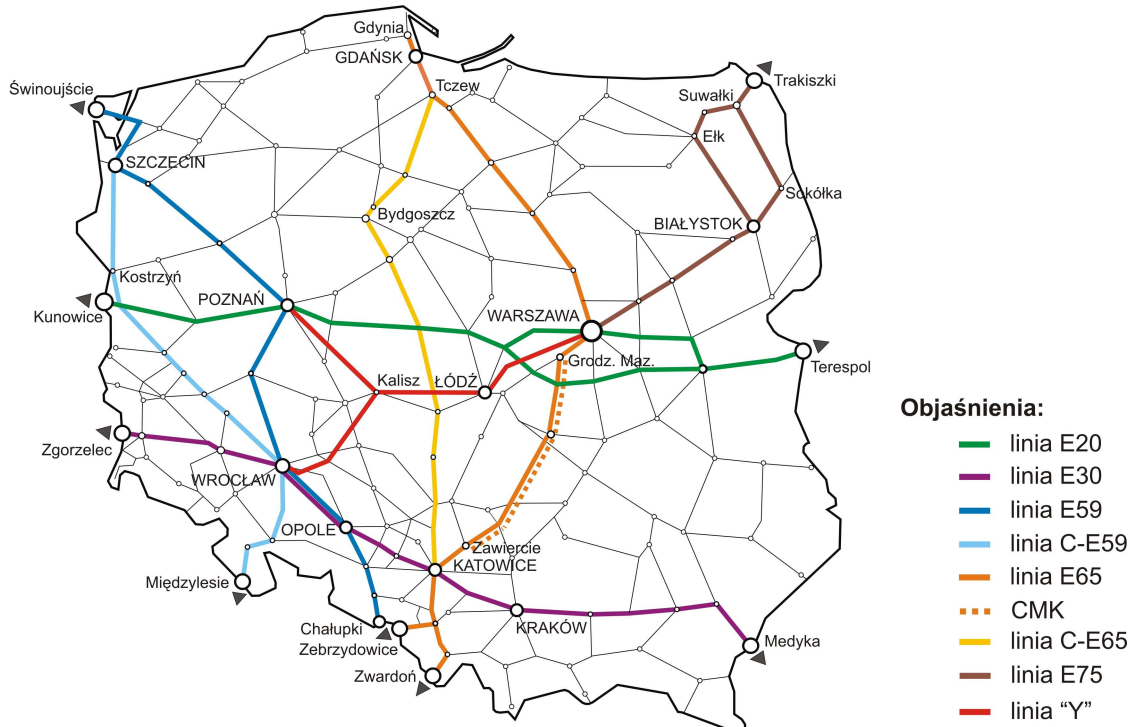 Gdynia
GDAŃSK
Świnoujście
Trakiszki
Tczew
Suwałki
Ełk
SZCZECIN
Sokółka
Bydgoszcz
BIAŁYSTOK
Kostrzyń
POZNAŃ
Kunowice
WARSZAWA
Grodz. Maz.
Terespol
Kalisz
ŁÓDŹ
Zgorzelec
WROCŁAW
OPOLE
Zawiercie
KATOWICE
Międzylesie
Chałupki
Zebrzydowice
KRAKÓW
Medyka
Zwardoń
Objaśnienia:
linia E20
linia E30
linia E59
linia C-E59
linia E65
CMK
linia C-E65
linia E75
linia “Y”